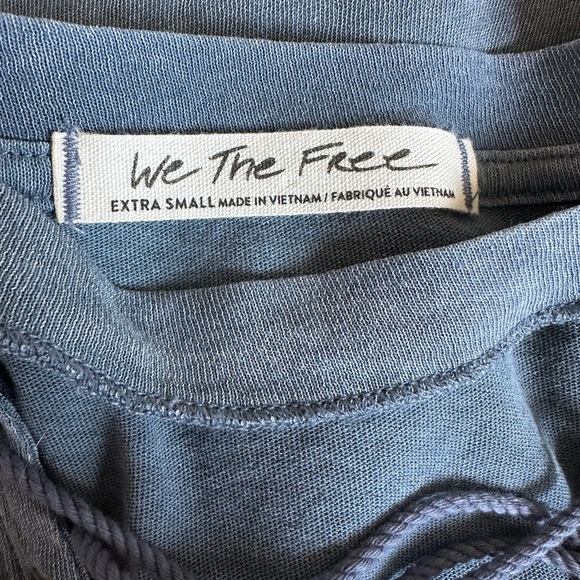 We The Free
EXTRA SMALL MADE IN VIETNAM / FABRIQUÉ AU VIETNAM